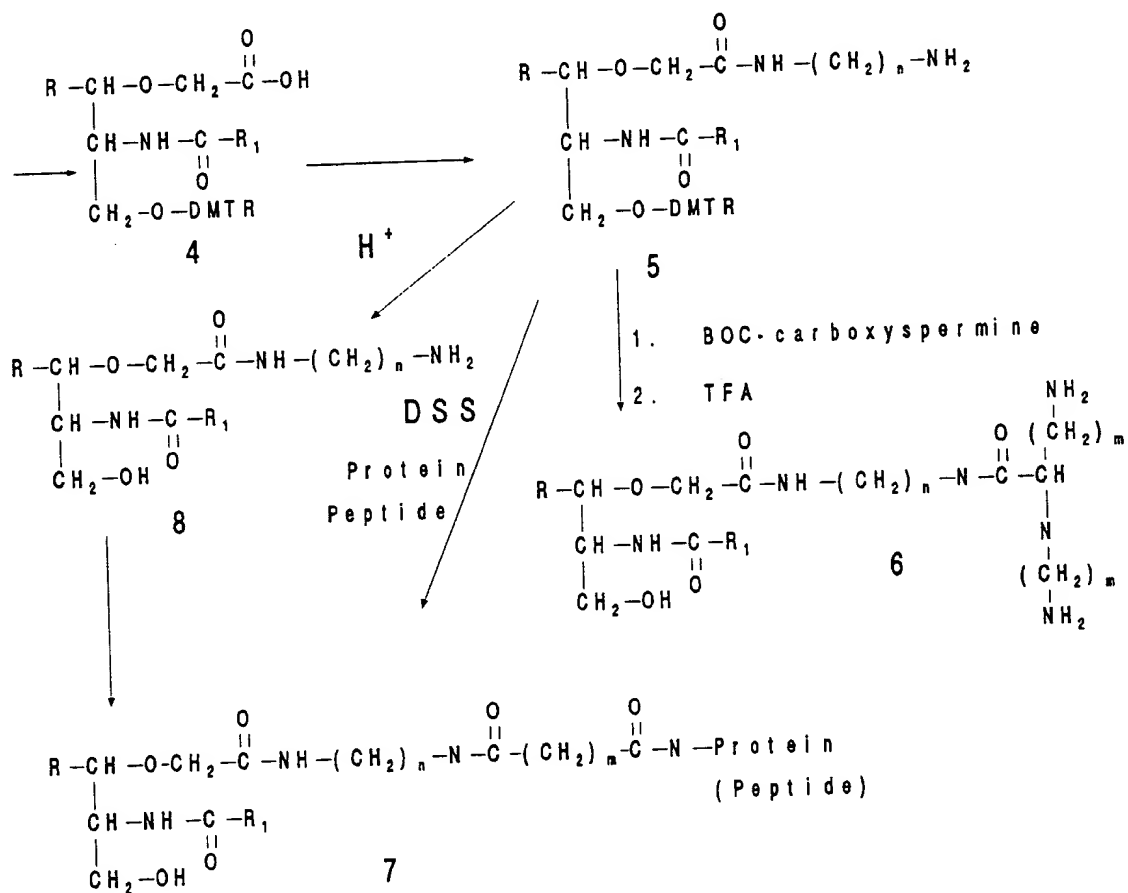 O
R–CH–O–CH₂–C–OH
CH–NH–C–R₁
O
CH₂–O–DMTR
4
O
R–CH–O–CH₂–C–NH–(CH₂)ₙ–NH₂
CH–NH–C–R₁
O
CH₂–O–DMTR
5
H⁺
1. BOC-carboxyspermine
2. TFA
O
R–CH–O–CH₂–C–NH–(CH₂)ₙ–NH₂
CH–NH–C–R₁
O
CH₂–OH
8
DSS
Protein
Peptide
NH₂
O (CH₂)ₘ
O
R–CH–O–CH₂–C–NH–(CH₂)ₙ–N–C–CH
N
CH–NH–C–R₁
O
CH₂–OH
(CH₂)ₘ
NH₂
6
O O O
R–CH–O-CH₂–C–NH–(CH₂)ₙ–N–C–(CH₂)ₘC–N–Protein
(Peptide)
CH–NH–C–R₁
O
CH₂–OH
7